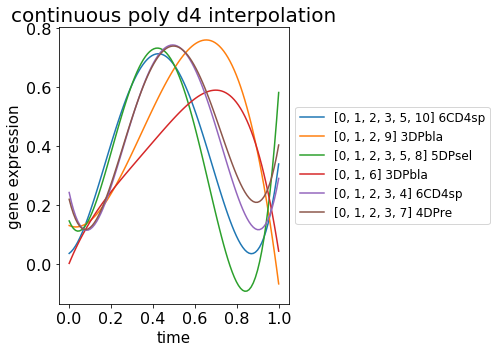 continuous poly d4 interpolation
gene expression
0.8
0.6
0.4
0.2
0.0
0.0 0.2 0.4 0.6 0.8 1.0
time
[0, 1, 2, 3, 5, 10] 6CD4sp
[0, 1, 2, 9] 3DPbla
[0, 1, 2, 3, 5, 8] 5DPsel
[0, 1, 6] 3DPbla
[0, 1, 2, 3, 4] 6CD4sp
[0, 1, 2, 3, 7] 4DPre